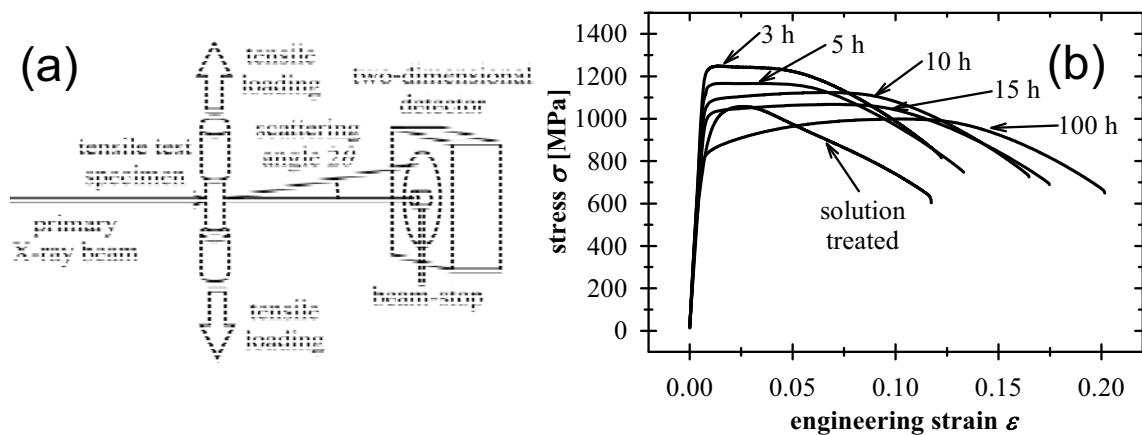 (a)
tensile
loading
two-dimensional
detector
scattering
angle 2θ
tensile test
specimen
primary
X-ray beam
beam-stop
tensile
loading
(b)
3 h
5 h
10 h
15 h
100 h
solution
treated
stress σ [MPa]
1400
1200
1000
800
600
400
200
0
0.00 0.05 0.10 0.15 0.20
engineering strain ε